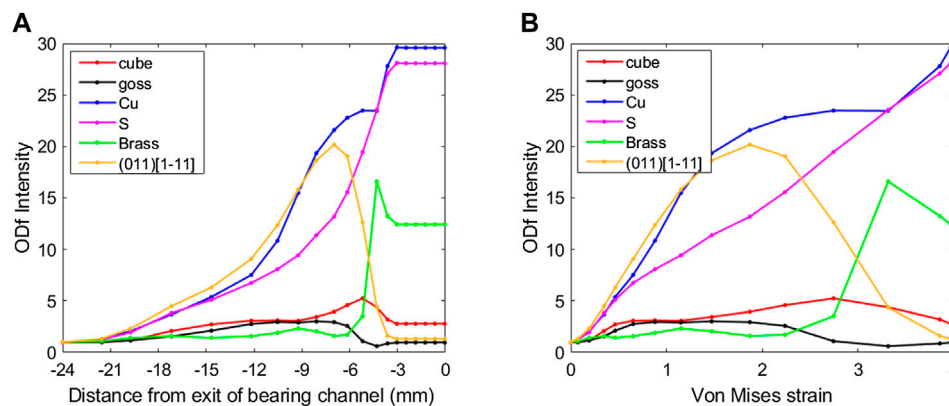 A
30
25
20
15
10
5
0
ODf Intensity
cube
goss
Cu
S
Brass
(011)[1-11]
-24 -21 -18 -15 -12 -9 -6 -3 0
Distance from exit of bearing channel (mm)
B
30
25
20
15
10
5
0
ODf Intensity
cube
goss
Cu
S
Brass
(011)[1-11]
0 1 2 3
Von Mises strain